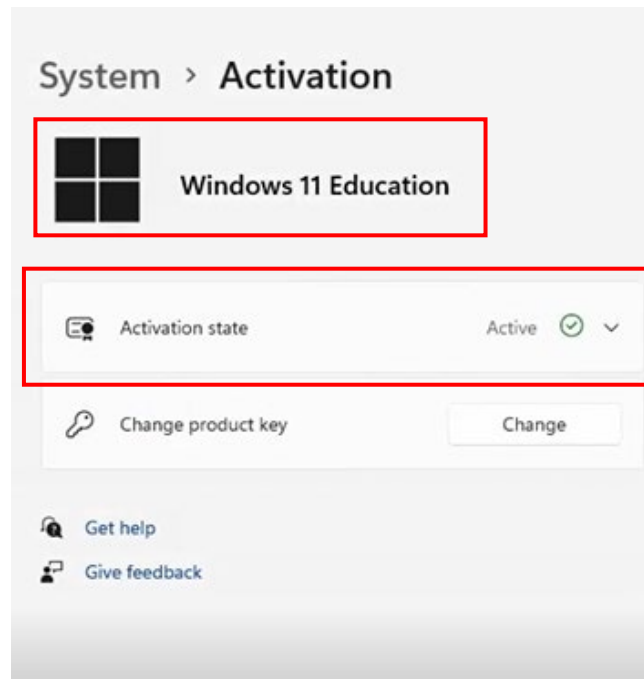 System > Activation
Windows 11 Education
Activation state Active
Change product key Change
Get help
Give feedback